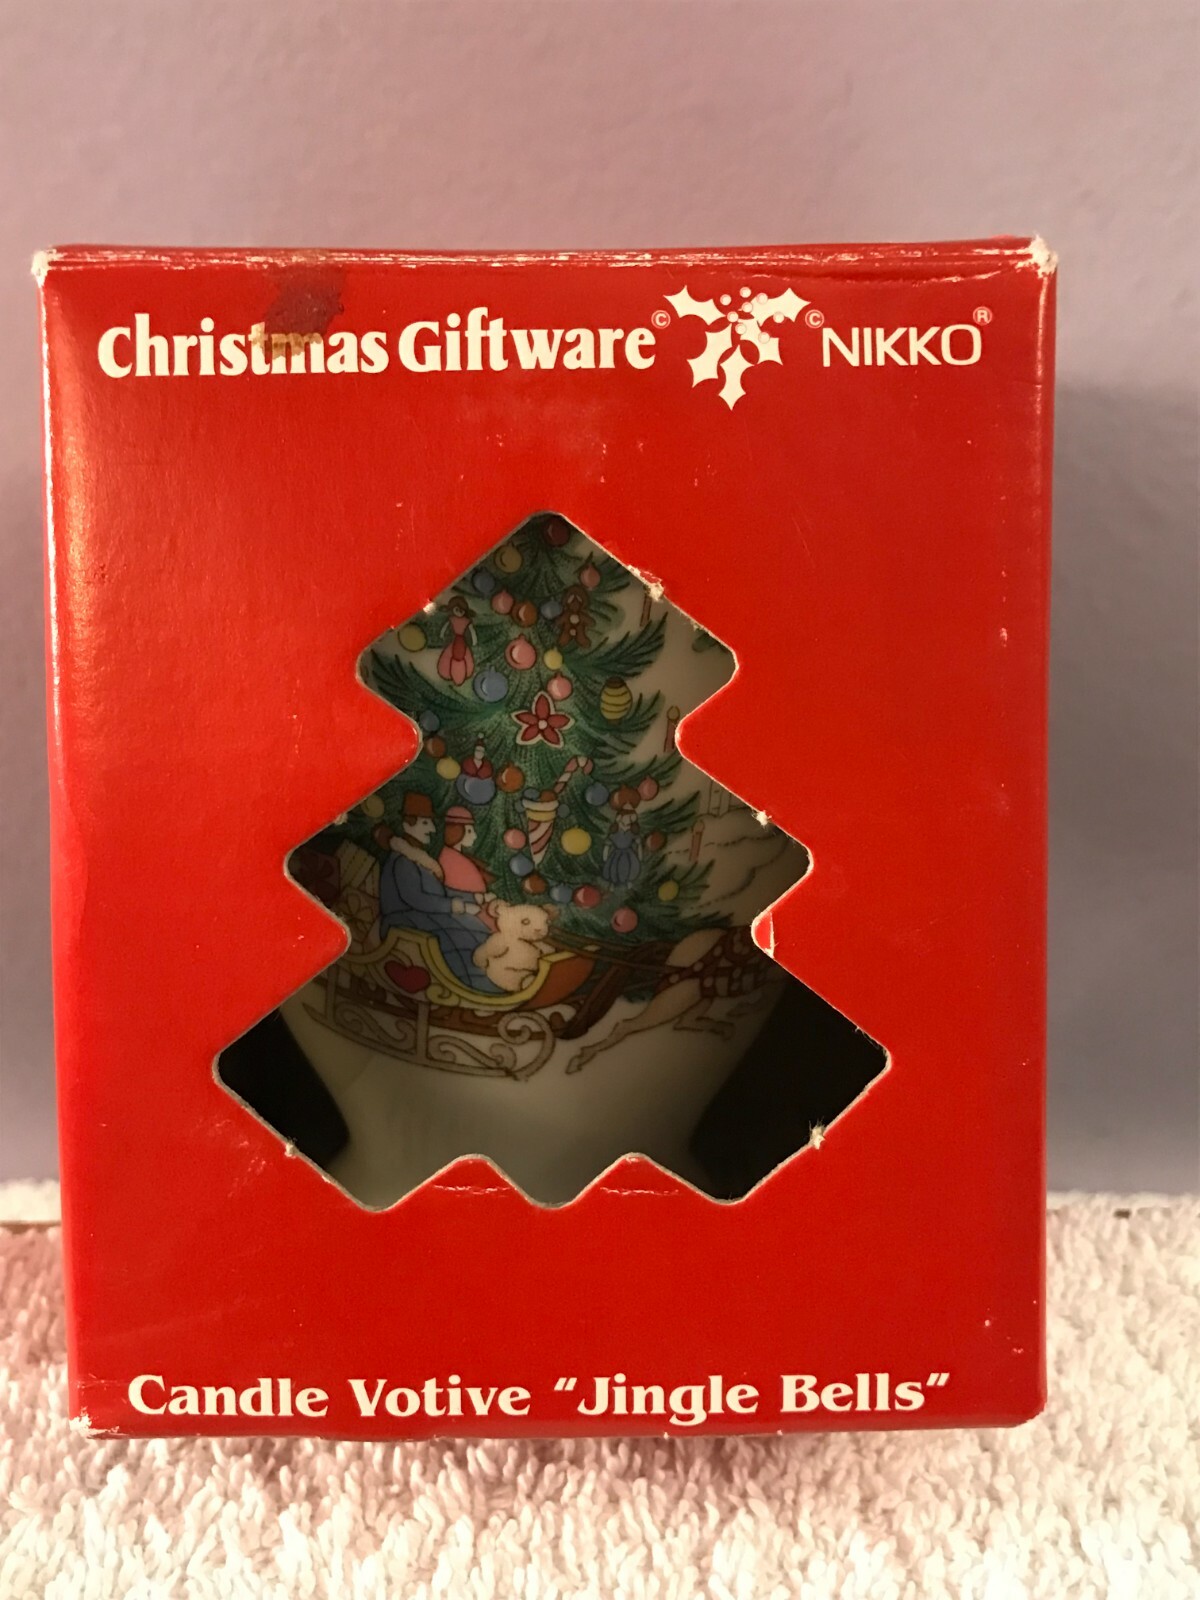 Christmas Giftware © © NIKKO ®
Candle Votive "Jingle Bells"